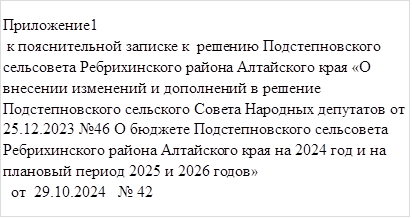 Приложение1
к пояснительной записке к решению Подстепновского
сельсовета Ребрихинского района Алтайского края «О
внесении изменений и дополнений в решение
Подстепновского сельского Совета Народных депутатов от
25.12.2023 №46 О бюджете Подстепновского сельсовета
Ребрихинского района Алтайского края на 2024 год и на
плановый период 2025 и 2026 годов»
от 29.10.2024 № 42